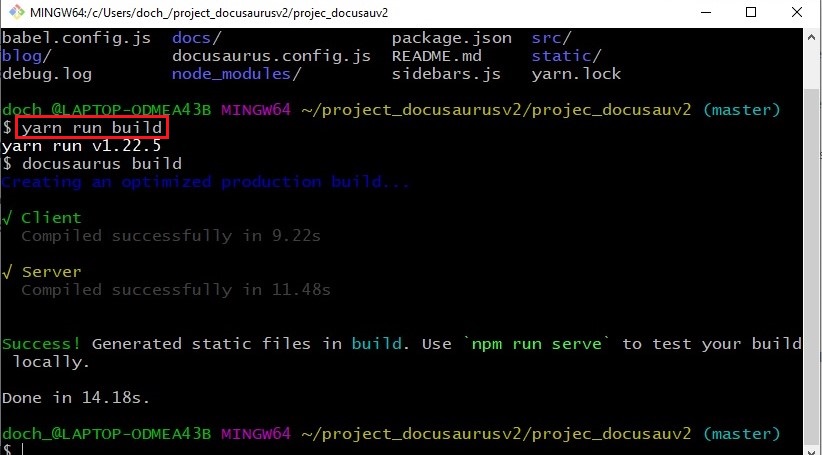 MINGW64:/c/Users/doch_/project_docusaurusv2/projec_docusauv2
babel.config.js docs/ package.json src/
blog/ docusaurus.config.js README.md static/
debug.log node_modules/ sidebars.js yarn.lock
doch_@LAPTOP-ODMEA43B MINGW64 ~/project_docusaurusv2/projec_docusauv2 (master)
$ yarn run build
yarn run v1.22.5
$ docusaurus build
Creating an optimized production build...
√ Client
Compiled successfully in 9.22s
√ Server
Compiled successfully in 11.48s
Success! Generated static files in build. Use `npm run serve` to test your build
locally.
Done in 14.18s.
doch_@LAPTOP-ODMEA43B MINGW64 ~/project_docusaurusv2/projec_docusauv2 (master)
$